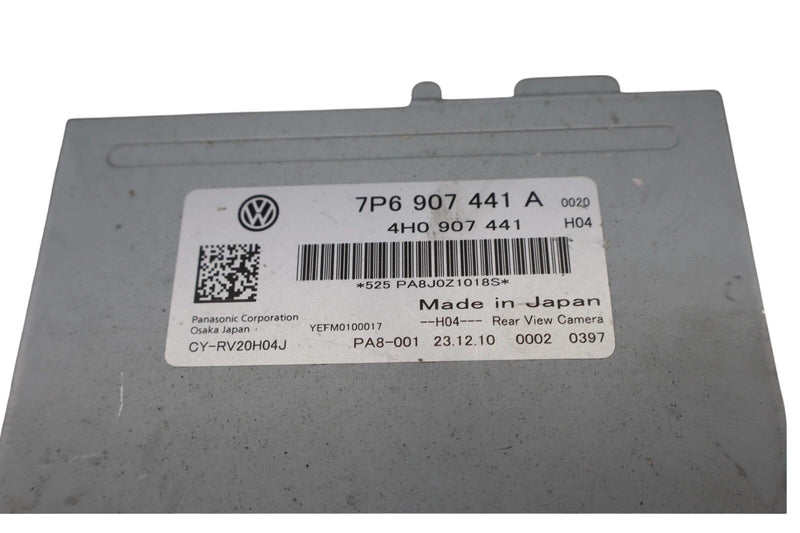 7P6 907 441 A 0020
4H0 907 441 H04
*525 PA8J0Z1018S*
Made in Japan
Panasonic Corporation
Osaka Japan YEFM0100017 --H04--- Rear View Camera
CY-RV20H04J PA8-001 23.12.10 0002 0397